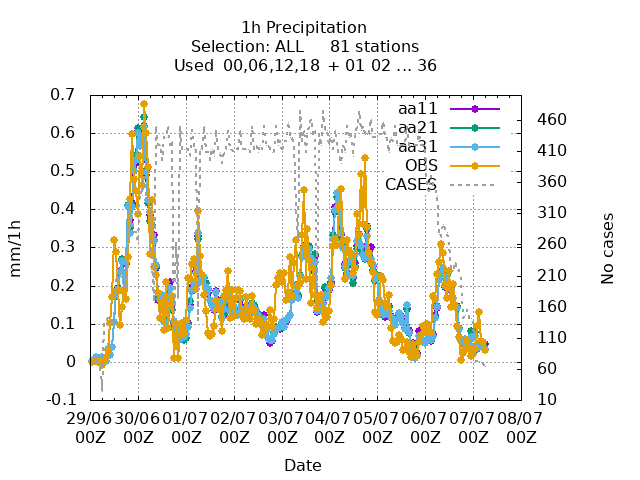 1h Precipitation
Selection: ALL 81 stations
Used 00,06,12,18 + 01 02 ... 36
0.7
0.6
0.5
0.4
0.3
0.2
0.1
0
-0.1
mm/1h
aa11
aa21
aa31
OBS
CASES
460
410
360
310
260
210
160
110
60
10
No cases
29/06 30/06 01/07 02/07 03/07 04/07 05/07 06/07 07/07 08/07
00Z 00Z 00Z 00Z 00Z 00Z 00Z 00Z 00Z 00Z
Date